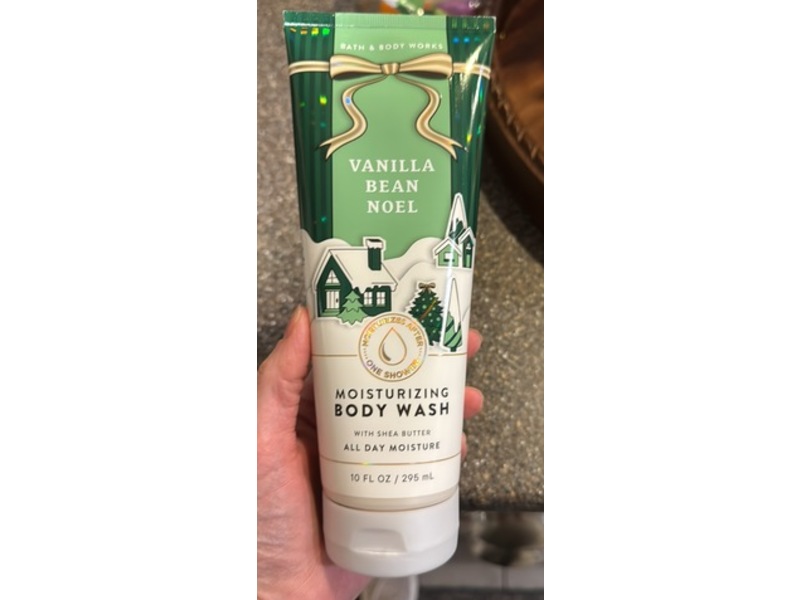 BATH & BODY WORKS
VANILLA
BEAN
NOEL
MOISTURIZES AFTER
ONE SHOWER
MOISTURIZING
BODY WASH
WITH SHEA BUTTER
ALL DAY MOISTURE
10 FL OZ / 295 mL